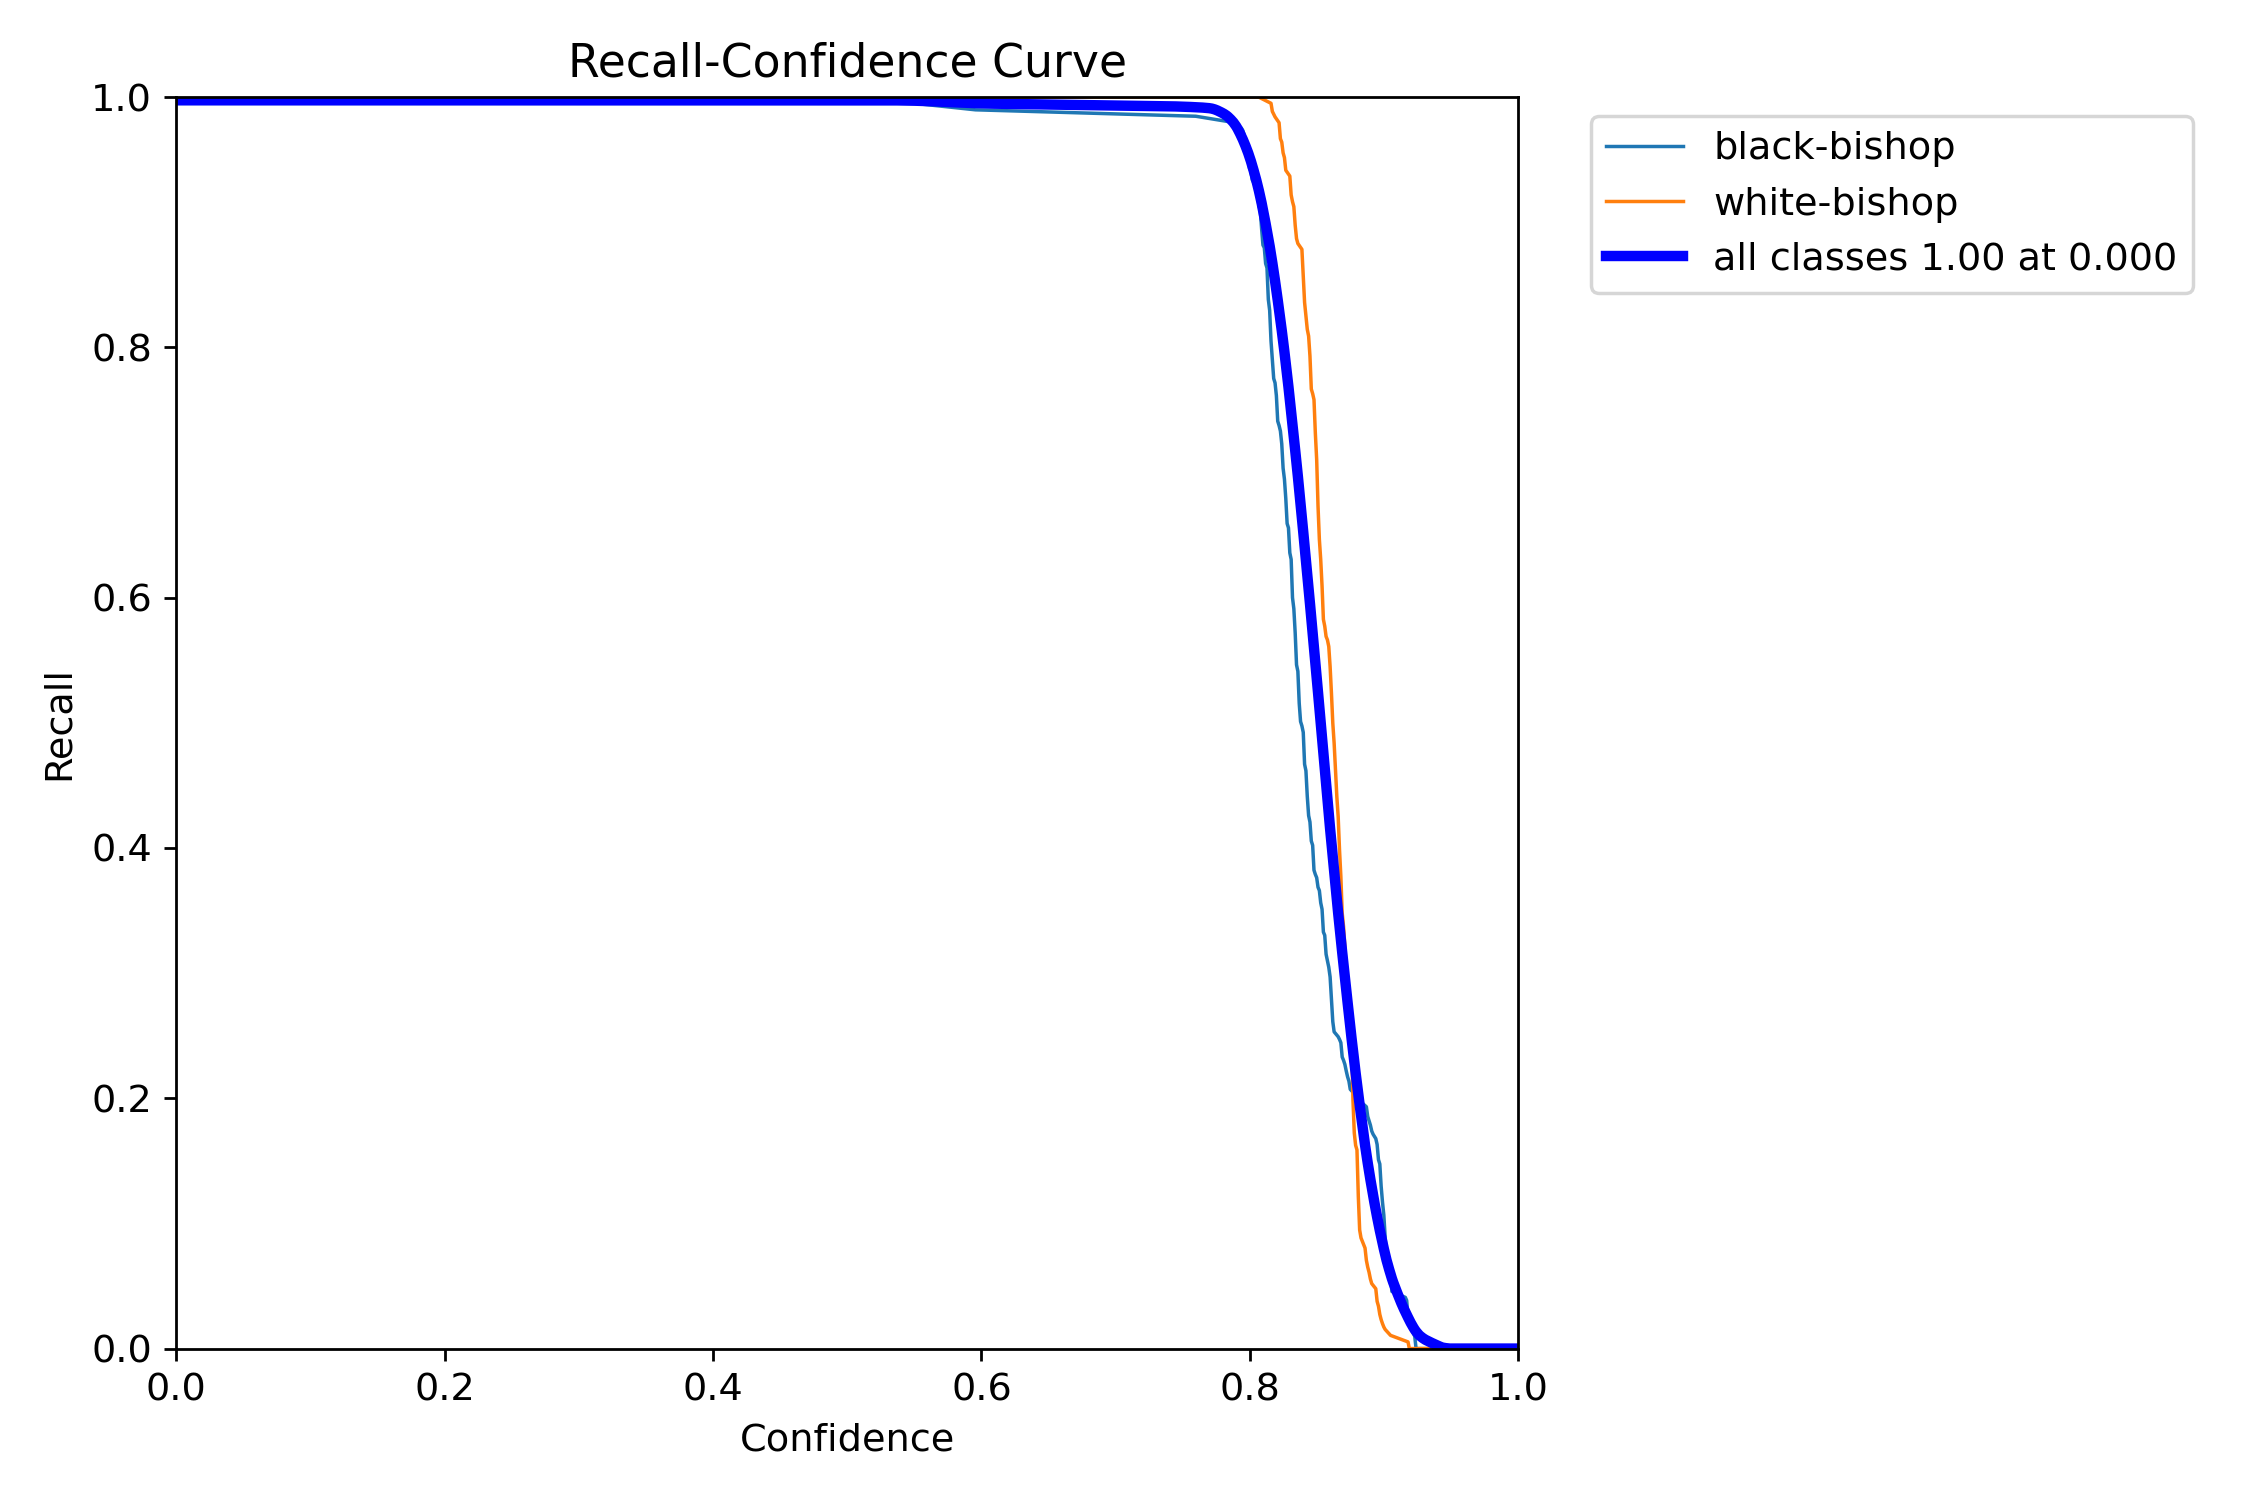 Recall-Confidence Curve
1.0
0.8
0.6
0.4
0.2
0.0
Recall
0.0 0.2 0.4 0.6 0.8 1.0
Confidence
black-bishop
white-bishop
all classes 1.00 at 0.000